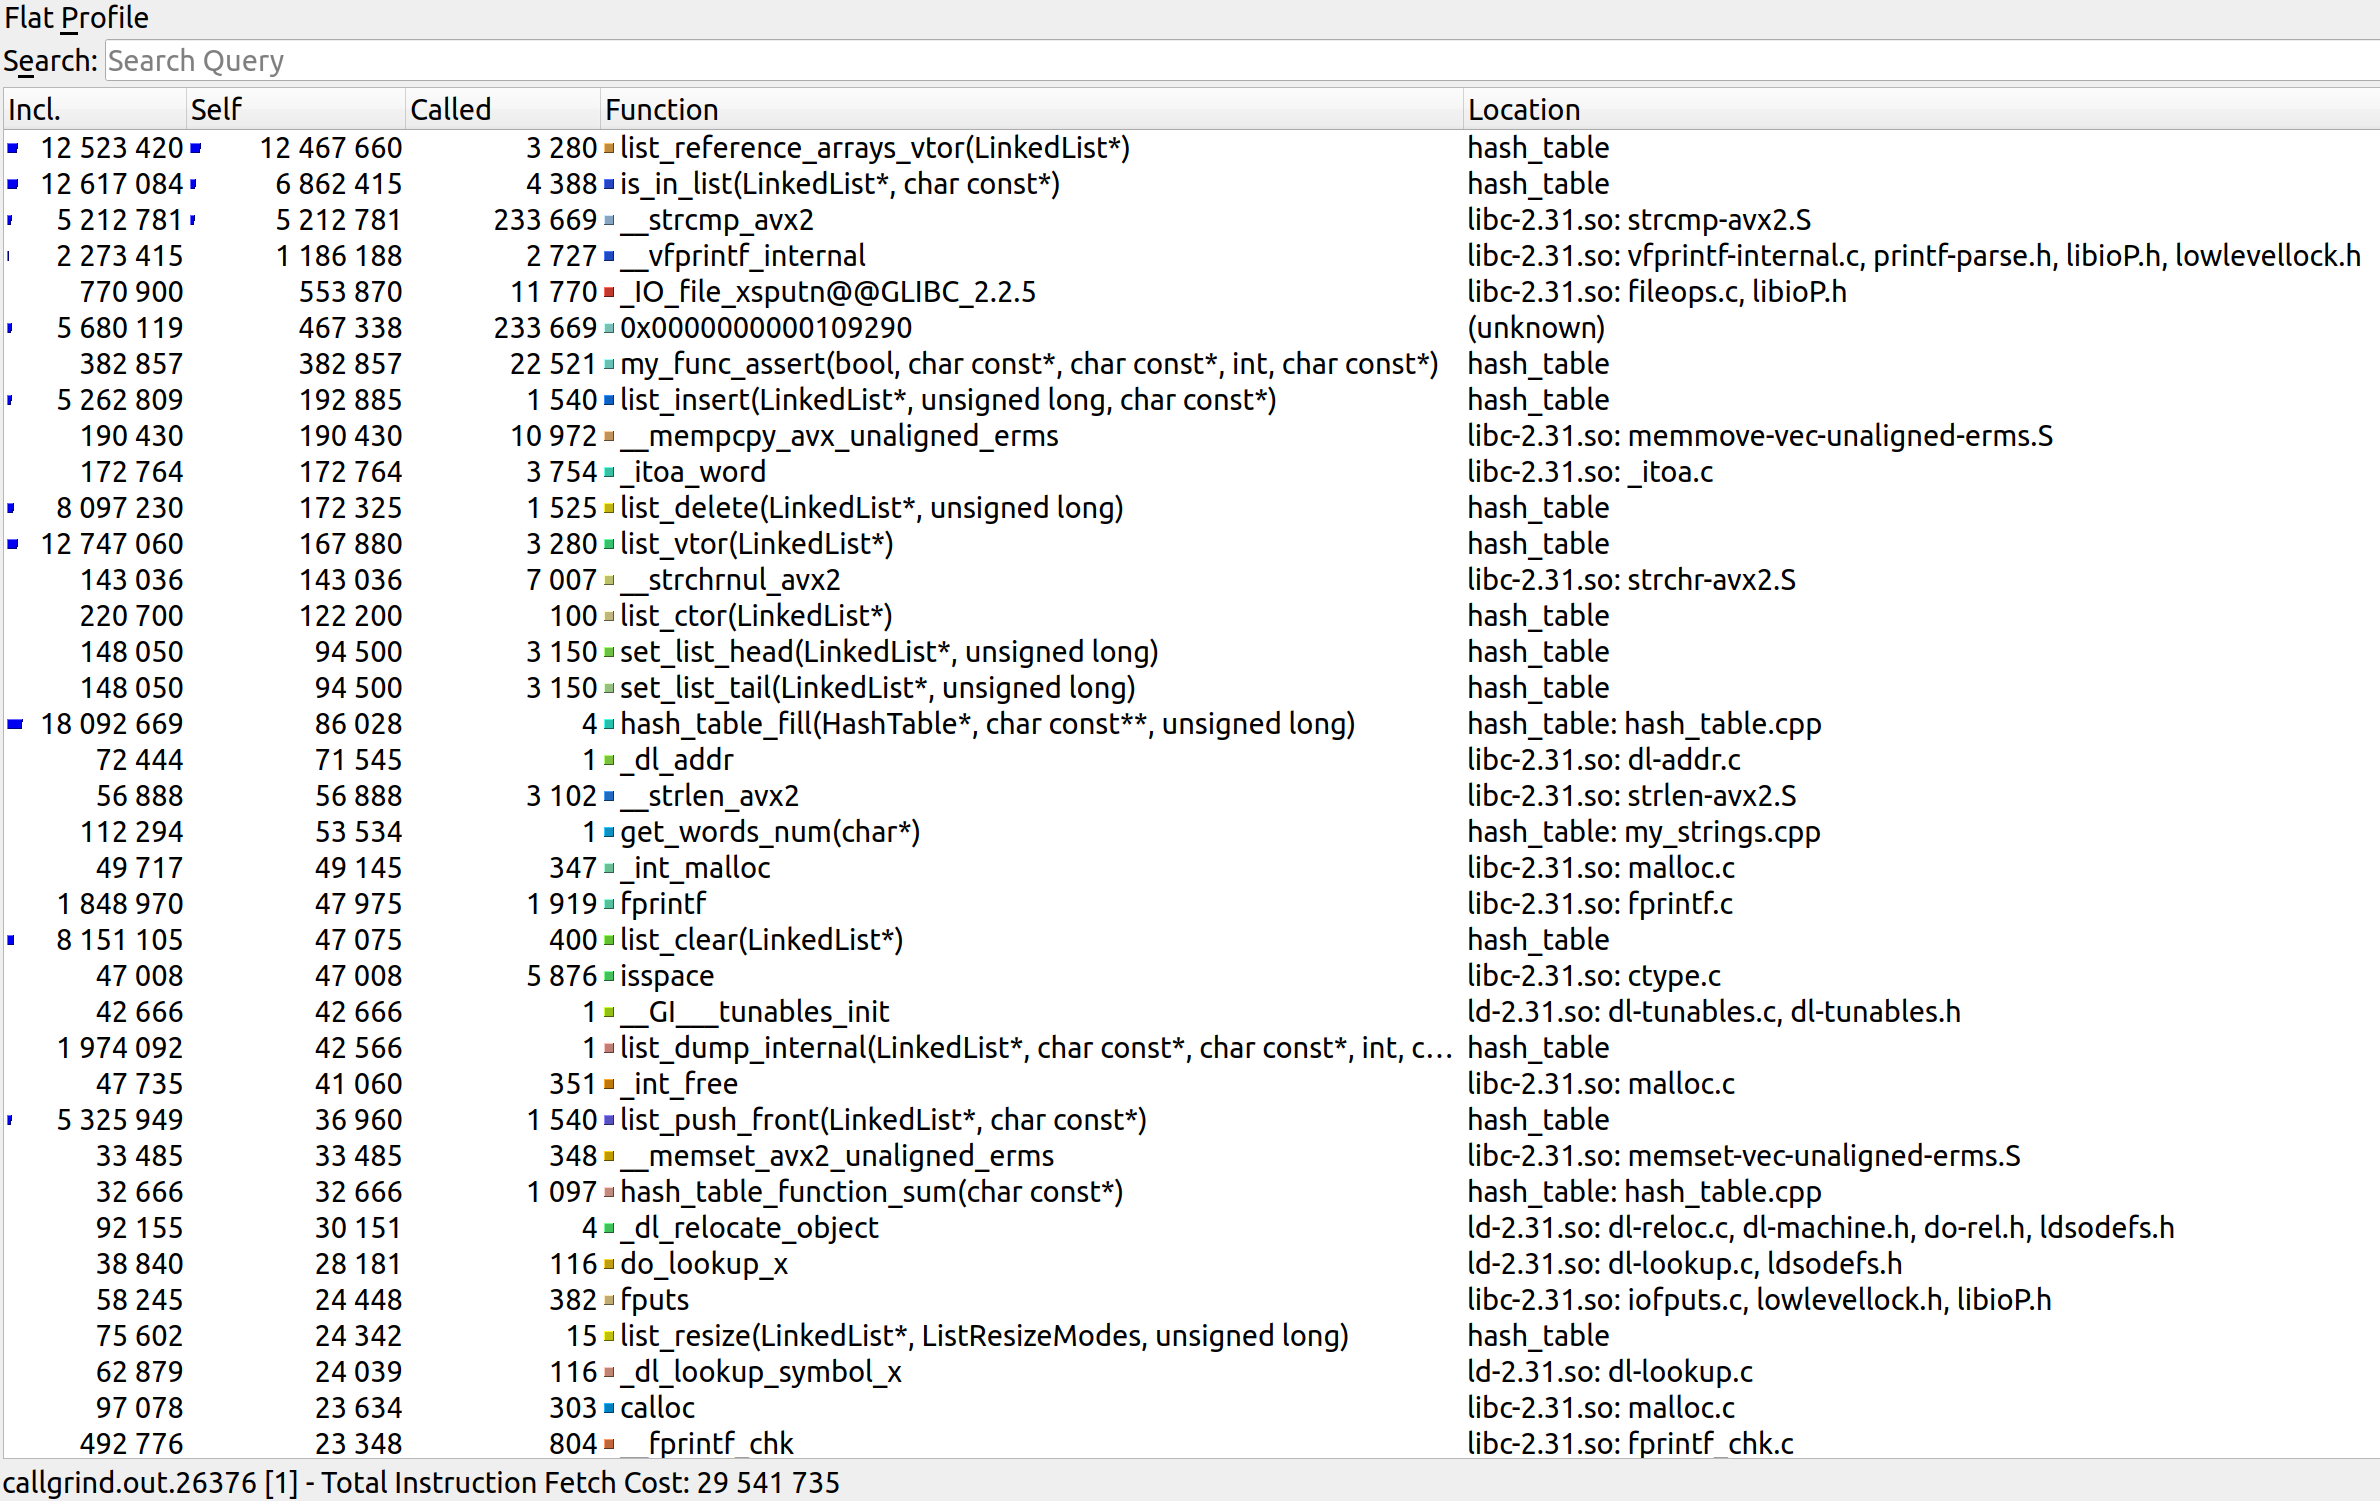 Flat Profile
Search: Search Query
Incl. Self Called Function Location
12 523 420 12 467 660 3 280 list_reference_arrays_vtor(LinkedList*) hash_table
12 617 084 6 862 415 4 388 is_in_list(LinkedList*, char const*) hash_table
5 212 781 5 212 781 233 669 __strcmp_avx2 libc-2.31.so: strcmp-avx2.S
2 273 415 1 186 188 2 727 __vfprintf_internal libc-2.31.so: vfprintf-internal.c, printf-parse.h, libioP.h, lowlevellock.h
770 900 553 870 11 770 _IO_file_xsputn@@GLIBC_2.2.5 libc-2.31.so: fileops.c, libioP.h
5 680 119 467 338 233 669 0x0000000000109290 (unknown)
382 857 382 857 22 521 my_func_assert(bool, char const*, char const*, int, char const*) hash_table
5 262 809 192 885 1 540 list_insert(LinkedList*, unsigned long, char const*) hash_table
190 430 190 430 10 972 __mempcpy_avx_unaligned_erms libc-2.31.so: memmove-vec-unaligned-erms.S
172 764 172 764 3 754 _itoa_word libc-2.31.so: _itoa.c
8 097 230 172 325 1 525 list_delete(LinkedList*, unsigned long) hash_table
12 747 060 167 880 3 280 list_vtor(LinkedList*) hash_table
143 036 143 036 7 007 __strchrnul_avx2 libc-2.31.so: strchr-avx2.S
220 700 122 200 100 list_ctor(LinkedList*) hash_table
148 050 94 500 3 150 set_list_head(LinkedList*, unsigned long) hash_table
148 050 94 500 3 150 set_list_tail(LinkedList*, unsigned long) hash_table
18 092 669 86 028 4 hash_table_fill(HashTable*, char const**, unsigned long) hash_table: hash_table.cpp
72 444 71 545 1 _dl_addr libc-2.31.so: dl-addr.c
56 888 56 888 3 102 __strlen_avx2 libc-2.31.so: strlen-avx2.S
112 294 53 534 1 get_words_num(char*) hash_table: my_strings.cpp
49 717 49 145 347 _int_malloc libc-2.31.so: malloc.c
1 848 970 47 975 1 919 fprintf libc-2.31.so: fprintf.c
8 151 105 47 075 400 list_clear(LinkedList*) hash_table
47 008 47 008 5 876 isspace libc-2.31.so: ctype.c
42 666 42 666 1 __GI___tunables_init ld-2.31.so: dl-tunables.c, dl-tunables.h
1 974 092 42 566 1 list_dump_internal(LinkedList*, char const*, char const*, int, c... hash_table
47 735 41 060 351 _int_free libc-2.31.so: malloc.c
5 325 949 36 960 1 540 list_push_front(LinkedList*, char const*) hash_table
33 485 33 485 348 __memset_avx2_unaligned_erms libc-2.31.so: memset-vec-unaligned-erms.S
32 666 32 666 1 097 hash_table_function_sum(char const*) hash_table: hash_table.cpp
92 155 30 151 4 _dl_relocate_object ld-2.31.so: dl-reloc.c, dl-machine.h, do-rel.h, ldsodefs.h
38 840 28 181 116 do_lookup_x ld-2.31.so: dl-lookup.c, ldsodefs.h
58 245 24 448 382 fputs libc-2.31.so: iofputs.c, lowlevellock.h, libioP.h
75 602 24 342 15 list_resize(LinkedList*, ListResizeModes, unsigned long) hash_table
62 879 24 039 116 _dl_lookup_symbol_x ld-2.31.so: dl-lookup.c
97 078 23 634 303 calloc libc-2.31.so: malloc.c
492 776 23 348 804 __fprintf_chk libc-2.31.so: fprintf_chk.c
callgrind.out.26376 [1] - Total Instruction Fetch Cost: 29 541 735